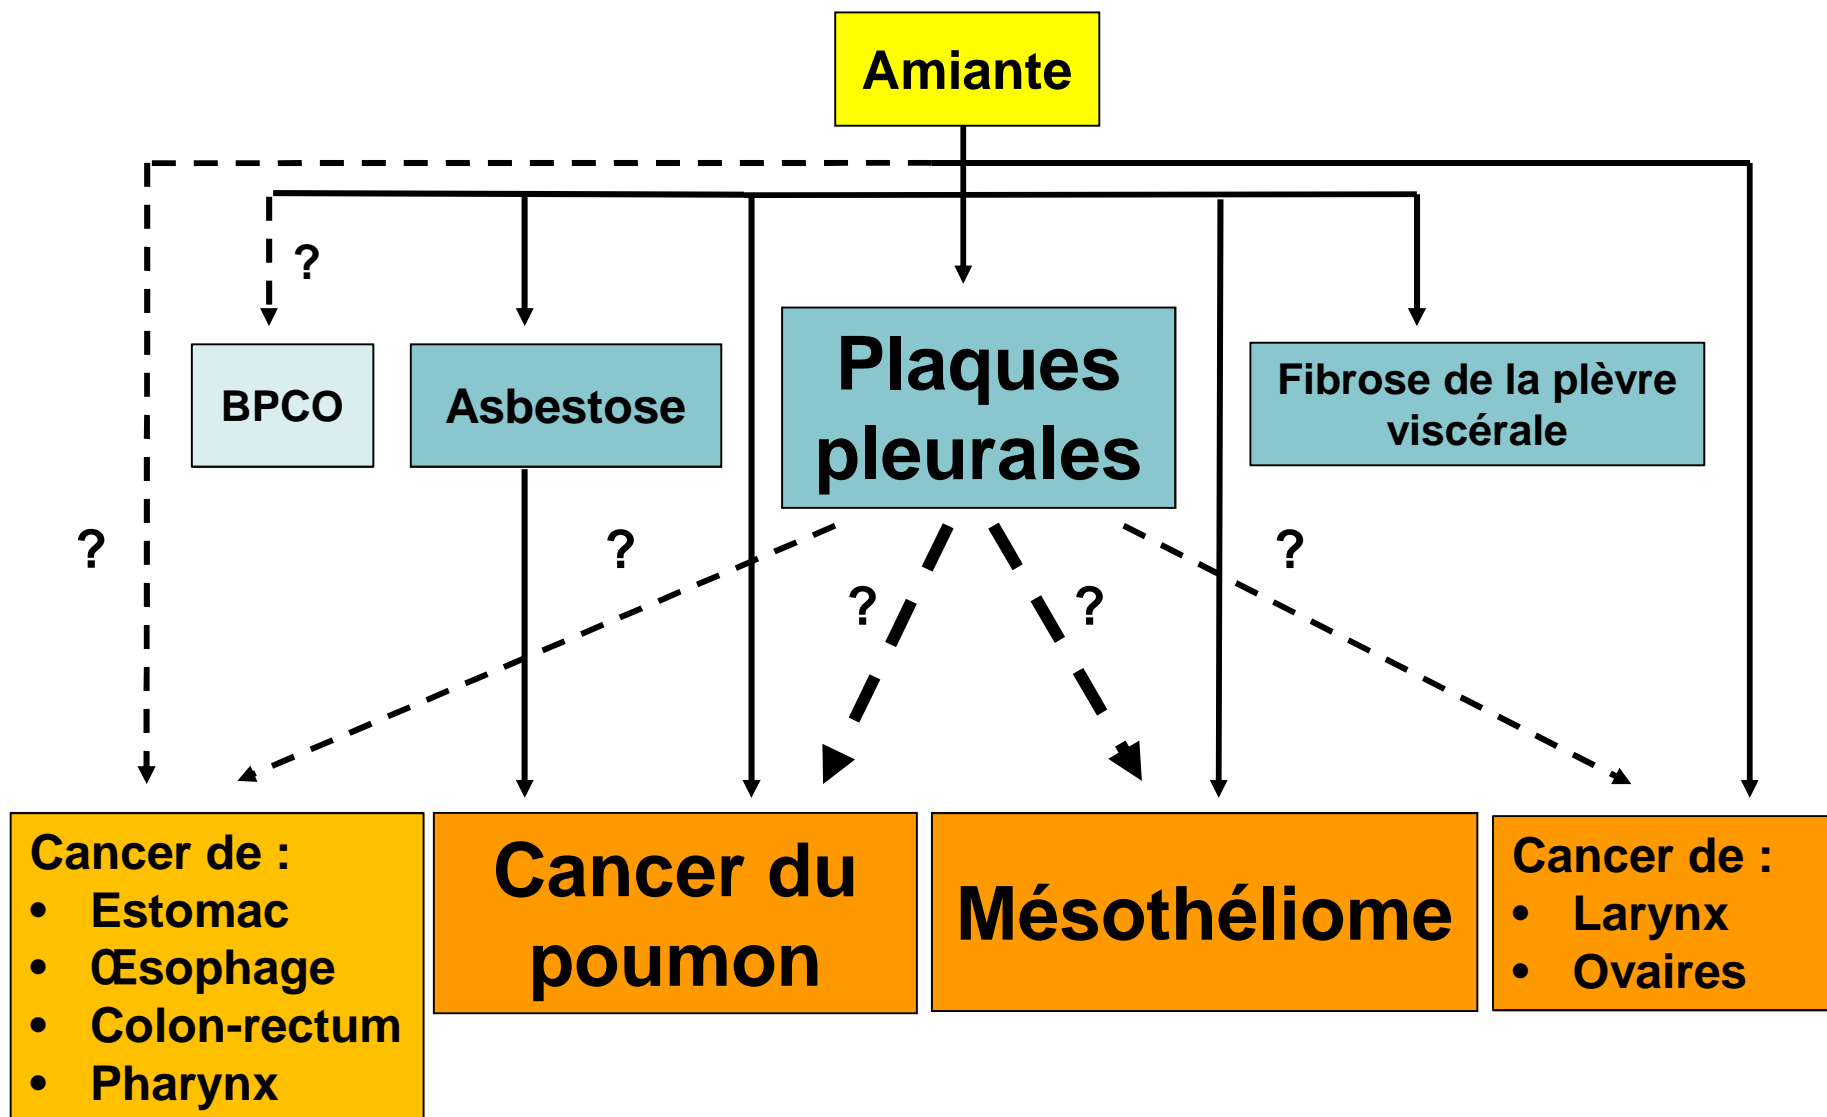 Amiante
?
BPCO
Asbestose
Plaques
pleurales
Fibrose de la plèvre
viscérale
?
?
?
?
?
Cancer de :
• Estomac
• Œsophage
• Colon-rectum
• Pharynx
Cancer du
poumon
Mésothéliome
Cancer de :
• Larynx
• Ovaires